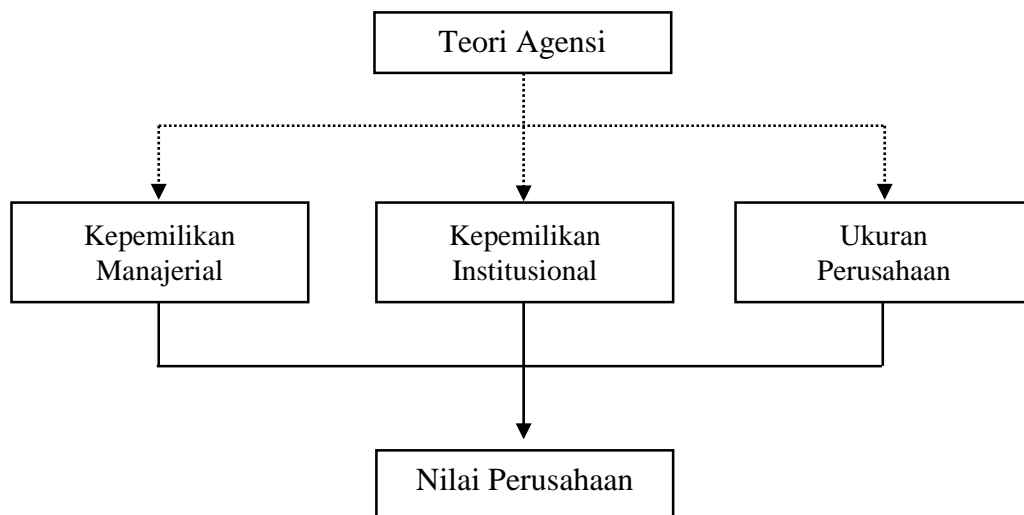 Teori Agensi
Kepemilikan
Manajerial
Kepemilikan
Institusional
Ukuran
Perusahaan
Nilai Perusahaan